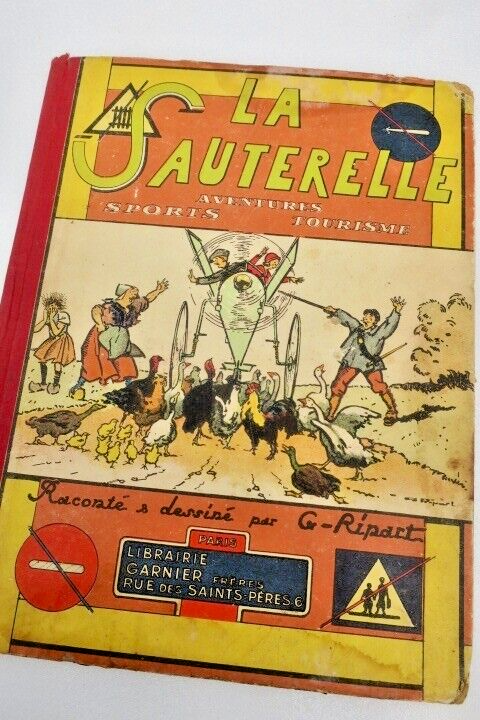 LA
SAUTERELLE
AVENTURES
SPORTS TOURISME
Raconté & dessiné par G-Ripart
PARIS
LIBRAIRIE
GARNIER FRÈRES
RUE DES SAINTS-PÈRES 6